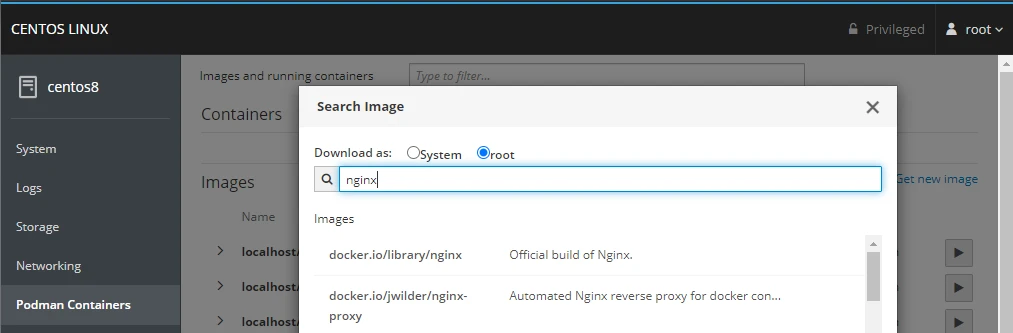 CENTOS LINUX
Privileged
root
centos8
System
Logs
Storage
Networking
Podman Containers
Images and running containers
Type to filter...
Containers
Images
Get new image
Name
localhost/
localhost/
localhost/
Search Image
Download as:
System
root
nginx
Images
docker.io/library/nginx
Official build of Nginx.
docker.io/jwilder/nginx-
proxy
Automated Nginx reverse proxy for docker con...